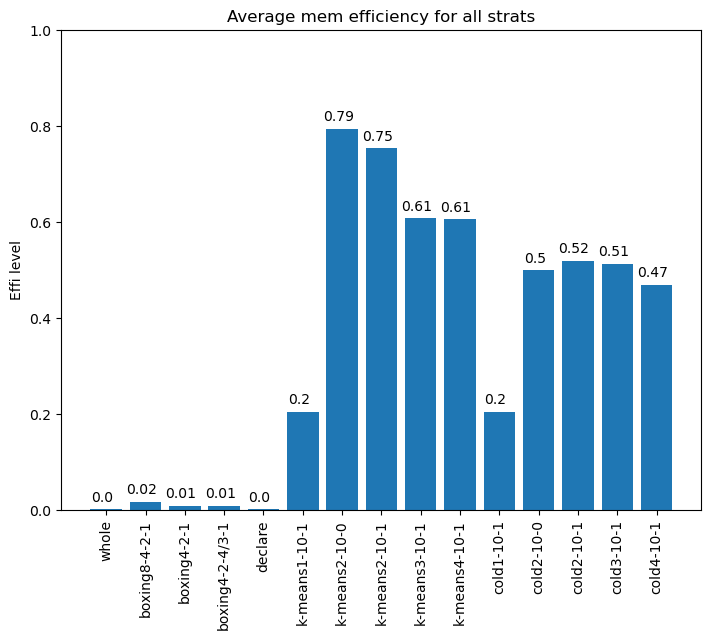 Average mem efficiency for all strats
Effi level
1.0
0.8
0.6
0.4
0.2
0.0
0.0
0.02
0.01
0.01
0.0
0.2
0.79
0.75
0.61
0.61
0.2
0.5
0.52
0.51
0.47
whole
boxing8-4-2-1
boxing4-2-1
boxing4-2-4/3-1
declare
k-means1-10-1
k-means2-10-0
k-means2-10-1
k-means3-10-1
k-means4-10-1
cold1-10-1
cold2-10-0
cold2-10-1
cold3-10-1
cold4-10-1